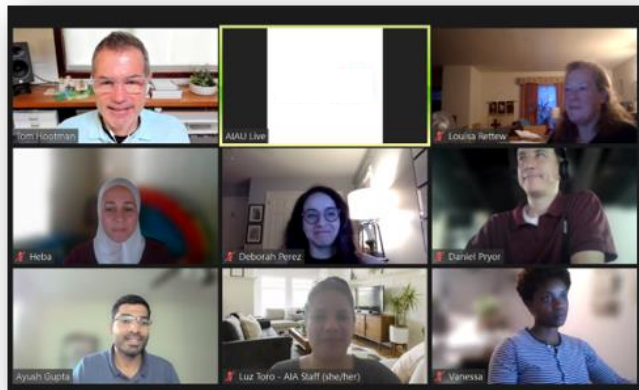 Tom Hootman
AIAU Live
Louisa Rettew
Heba
Deborah Perez
Daniel Pryor
Ayush Gupta
Luz Toro - AIA Staff (she/her)
Vanessa